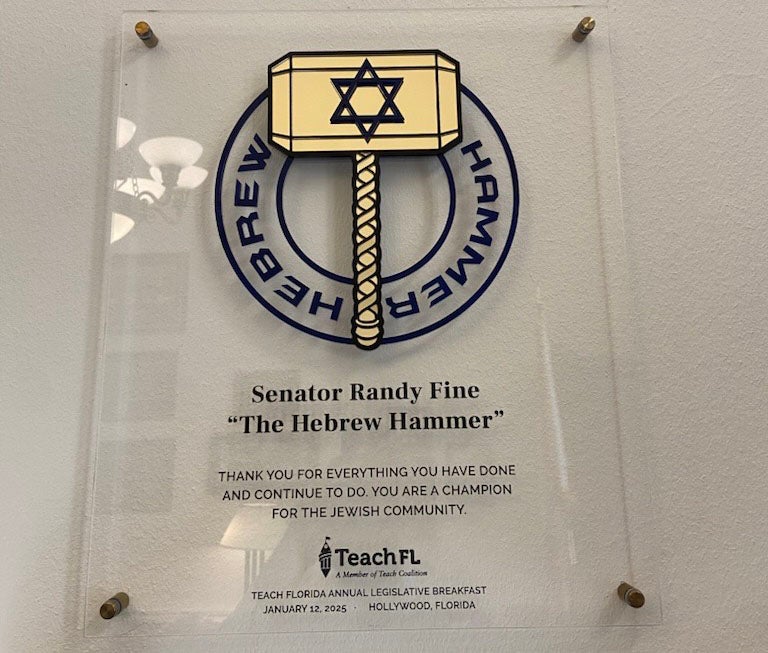 HEBREW HAMMER
Senator Randy Fine
“The Hebrew Hammer”
THANK YOU FOR EVERYTHING YOU HAVE DONE
AND CONTINUE TO DO. YOU ARE A CHAMPION
FOR THE JEWISH COMMUNITY.
Teach FL
A Member of Teach Coalition
TEACH FLORIDA ANNUAL LEGISLATIVE BREAKFAST
JANUARY 12, 2025 · HOLLYWOOD, FLORIDA